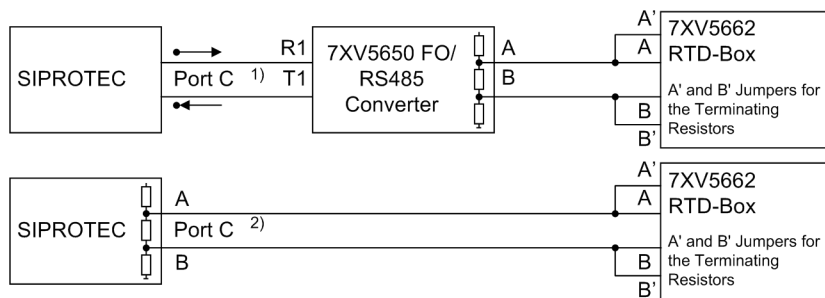 SIPROTEC
Port C 1)
R1
T1
7XV5650 FO/
RS485
Converter
A
B
A'
A
B
B'
7XV5662
RTD-Box
A' and B' Jumpers for
the Terminating
Resistors
SIPROTEC
A
Port C 2)
B
A'
A
B
B'
7XV5662
RTD-Box
A' and B' Jumpers for
the Terminating
Resistors